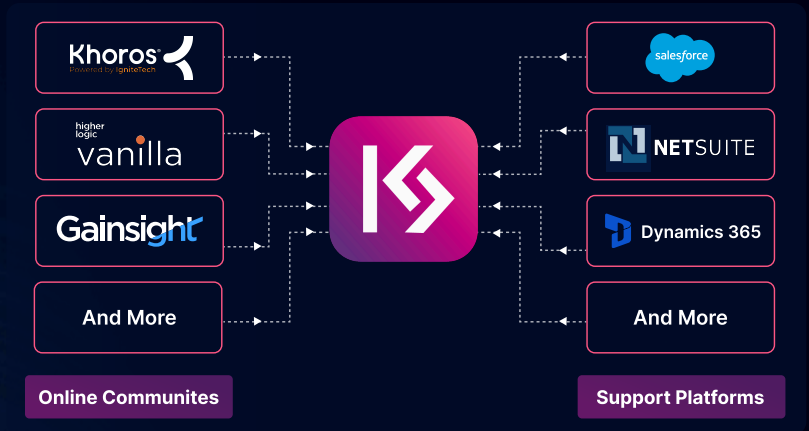 Khoros
Powered by IgniteTech
higher
logic
vanilla
Gainsight
And More
Online Communites
salesforce
NETSUITE
Dynamics 365
And More
Support Platforms